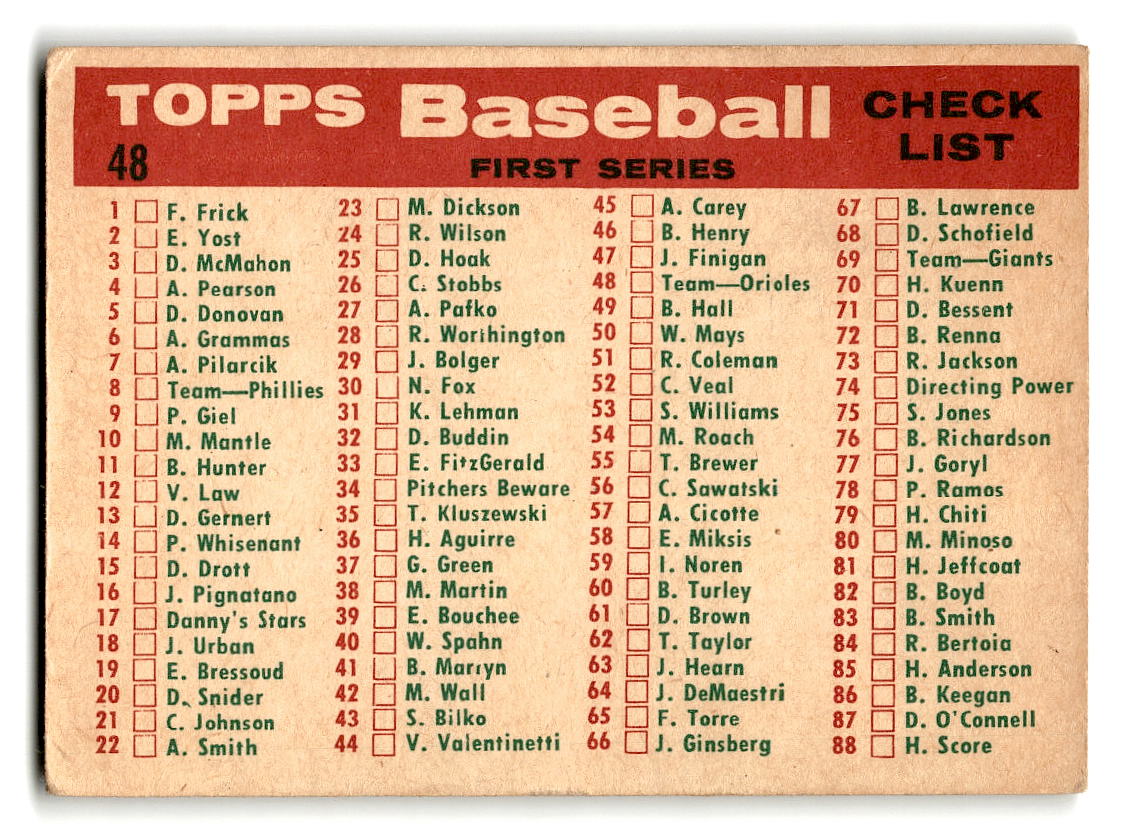 TOPPS Baseball CHECK LIST
48 FIRST SERIES
1 F. Frick
2 E. Yost
3 D. McMahon
4 A. Pearson
5 D. Donovan
6 A. Grammas
7 A. Pilarcik
8 Team—Phillies
9 P. Giel
10 M. Mantle
11 B. Hunter
12 V. Law
13 D. Gernert
14 P. Whisenant
15 D. Drott
16 J. Pignatano
17 Danny's Stars
18 J. Urban
19 E. Bressoud
20 D. Snider
21 C. Johnson
22 A. Smith
23 M. Dickson
24 R. Wilson
25 D. Hoak
26 C. Stobbs
27 A. Pafko
28 R. Worthington
29 J. Bolger
30 N. Fox
31 K. Lehman
32 D. Buddin
33 E. FitzGerald
34 Pitchers Beware
35 T. Kluszewski
36 H. Aguirre
37 G. Green
38 M. Martin
39 E. Bouchee
40 W. Spahn
41 B. Martyn
42 M. Wall
43 S. Bilko
44 V. Valentinetti
45 A. Carey
46 B. Henry
47 J. Finigan
48 Team—Orioles
49 B. Hall
50 W. Mays
51 R. Coleman
52 C. Veal
53 S. Williams
54 M. Roach
55 T. Brewer
56 C. Sawatski
57 A. Cicotte
58 E. Miksis
59 I. Noren
60 B. Turley
61 D. Brown
62 T. Taylor
63 J. Hearn
64 J. DeMaestri
65 F. Torre
66 J. Ginsberg
67 B. Lawrence
68 D. Schofield
69 Team—Giants
70 H. Kuenn
71 D. Bessent
72 B. Renna
73 R. Jackson
74 Directing Power
75 S. Jones
76 B. Richardson
77 J. Goryl
78 P. Ramos
79 H. Chiti
80 M. Minoso
81 H. Jeffcoat
82 B. Boyd
83 B. Smith
84 R. Bertoia
85 H. Anderson
86 B. Keegan
87 D. O'Connell
88 H. Score